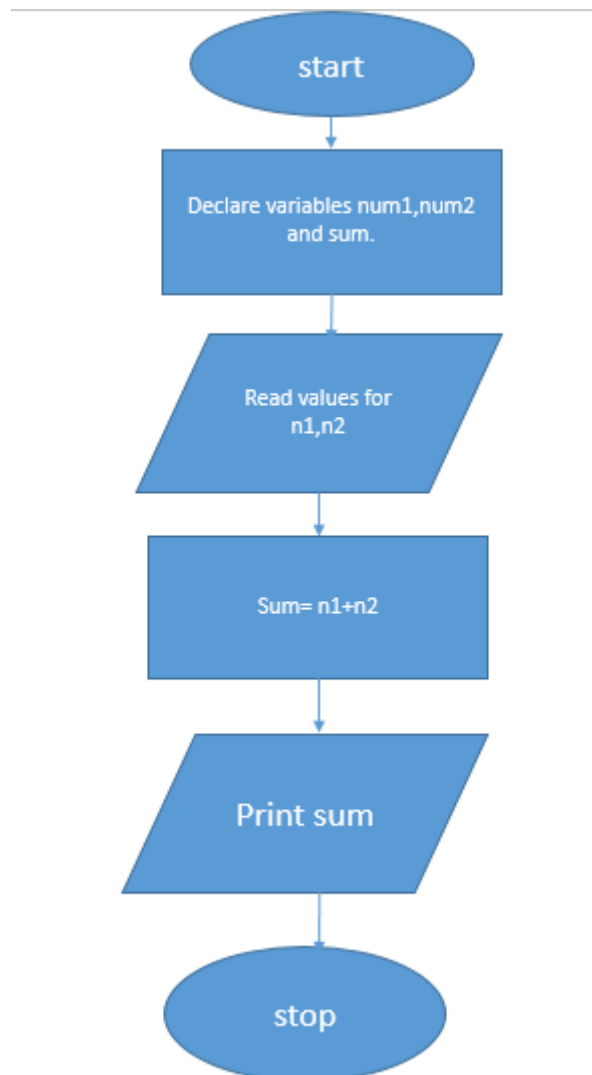 start
Declare variables num1,num2
and sum.
Read values for
n1,n2
Sum= n1+n2
Print sum
stop